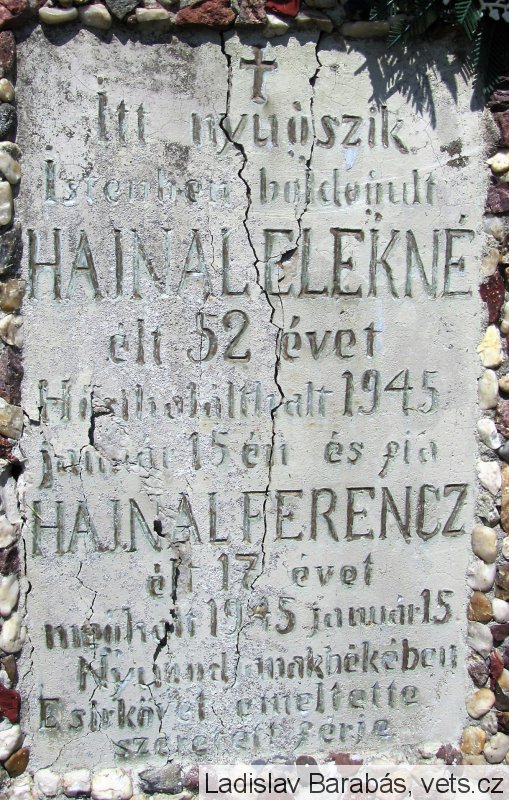 Itt nyugszik
Istenben boldogult
HAJNAL ELEKNÉ
élt 52 évet
Hősi halált halt 1945
január 15én és fia
HAJNAL FERENCZ
élt 17 évet
meghalt 1945 január 15.
Nyugodjanak békében
E sírkövet emeltette
szeretett férje
Ladislav Barabás, vets.cz